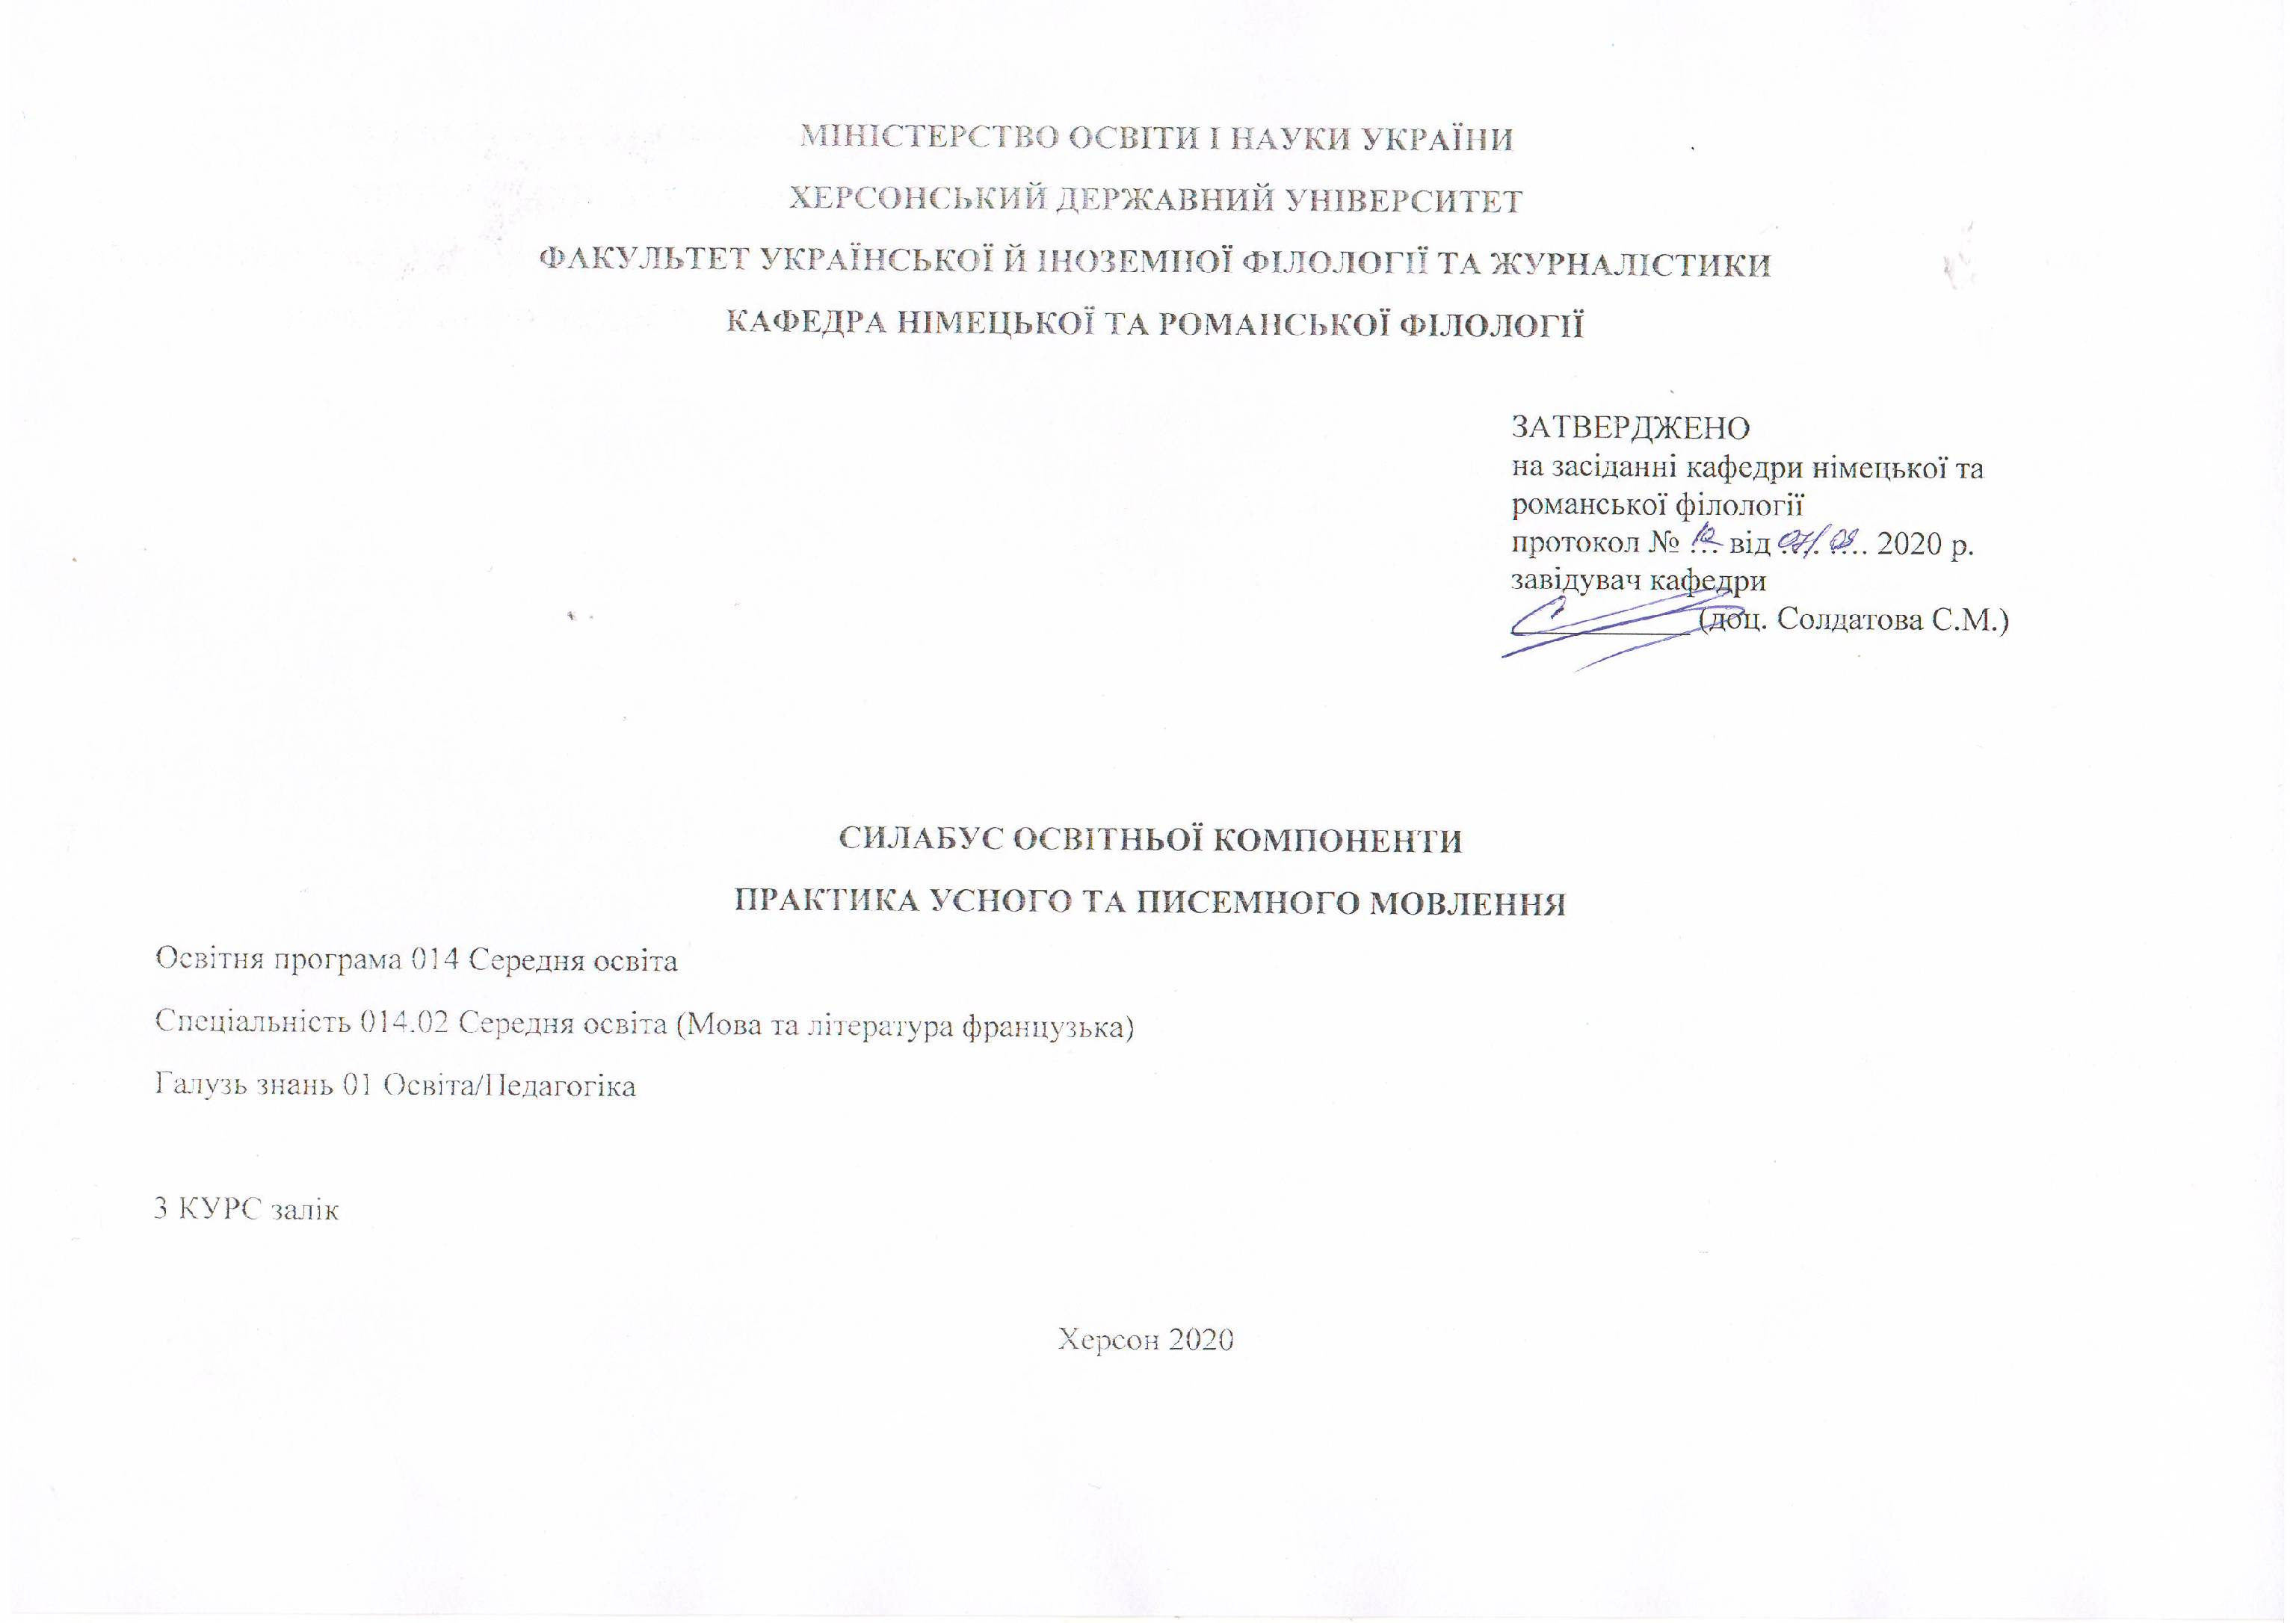 МІНІСТЕРСТВО ОСВІТИ І НАУКИ УКРАЇНИ
ХЕРСОНСЬКИЙ ДЕРЖАВНИЙ УНІВЕРСИТЕТ
ФАКУЛЬТЕТ УКРАЇНСЬКОЇ Й ІНОЗЕМНОЇ ФІЛОЛОГІЇ ТА ЖУРНАЛІСТИКИ
КАФЕДРА НІМЕЦЬКОЇ ТА РОМАНСЬКОЇ ФІЛОЛОГІЇ
ЗАТВЕРДЖЕНО
на засіданні кафедри німецької та
романської філології
протокол № від 2020 р.
завідувач кафедри
(доц. Солдатова С.М.)
СИЛАБУС ОСВІТНЬОЇ КОМПОНЕНТИ
ПРАКТИКА УСНОГО ТА ПИСЕМНОГО МОВЛЕННЯ
Освітня програма 014 Середня освіта
Спеціальність 014.02 Середня освіта (Мова та література французька)
Галузь знань 01 Освіта/Педагогіка
3 КУРС залік
Херсон 2020